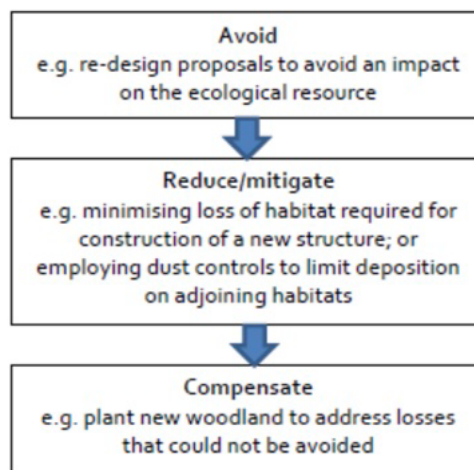 Avoid
e.g. re-design proposals to avoid an impact
on the ecological resource
Reduce/mitigate
e.g. minimising loss of habitat required for
construction of a new structure; or
employing dust controls to limit deposition
on adjoining habitats
Compensate
e.g. plant new woodland to address losses
that could not be avoided